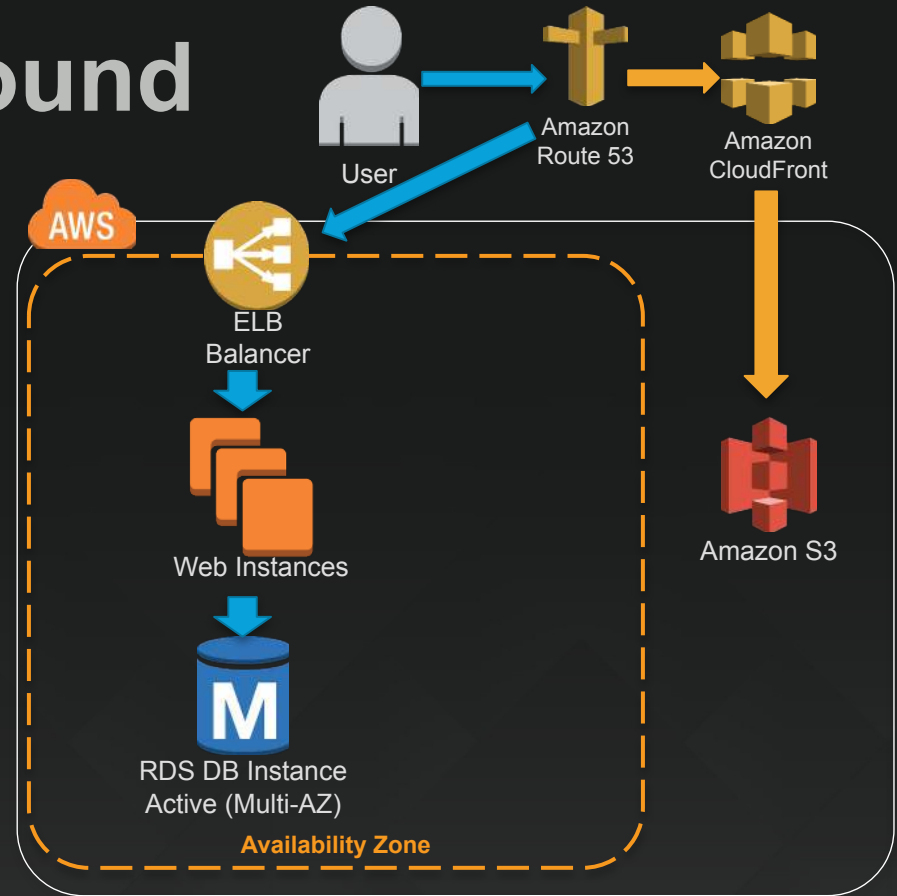 ound
User
Amazon
Route 53
Amazon
CloudFront
AWS
ELB
Balancer
Web Instances
Amazon S3
M
RDS DB Instance
Active (Multi-AZ)
Availability Zone